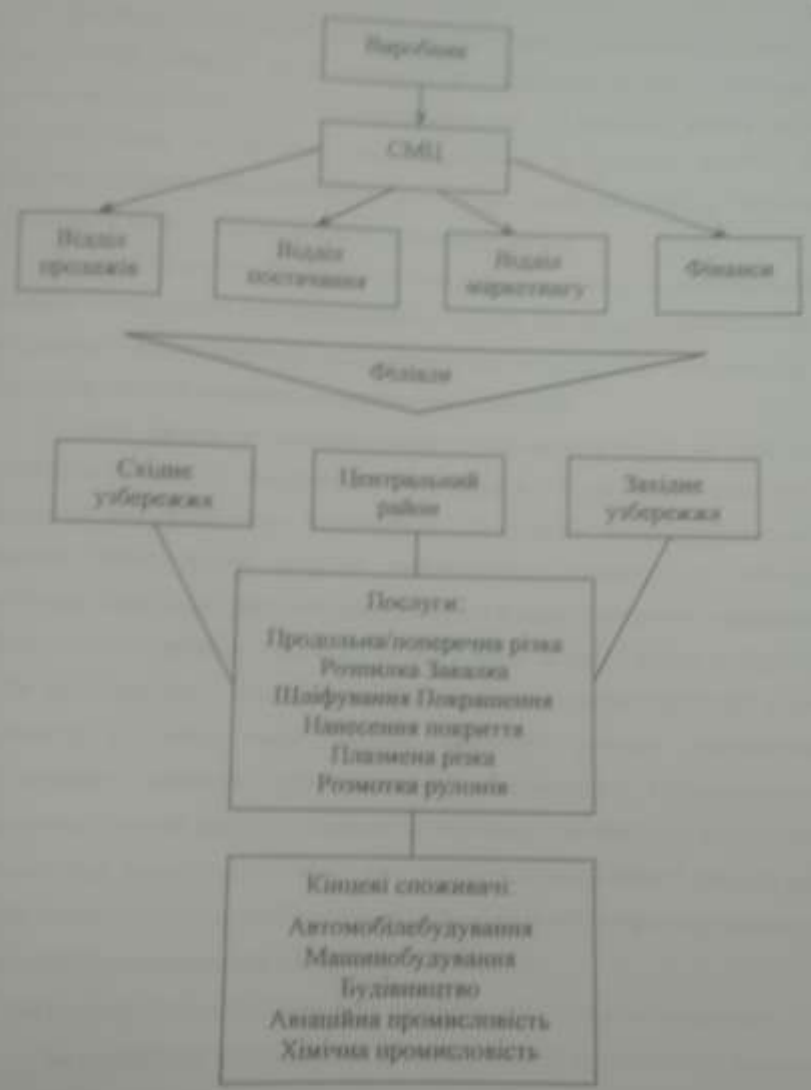 Виробник
СМЦ
Відділ
продажів
Відділ
постачання
Відділ
маркетингу
Фінанси
Філіали
Східне
узбережжя
Центральний
район
Західне
узбережжя
Послуги:
Продольна/поперечна різка
Розпилка Закалка
Шліфування Покращення
Нанесення покриття
Плазмена різка
Розмотка рулонів
Кінцеві споживачі:
Автомобілебудування
Машинобудування
Будівництво
Авіаційна промисловість
Хімічна промисловість